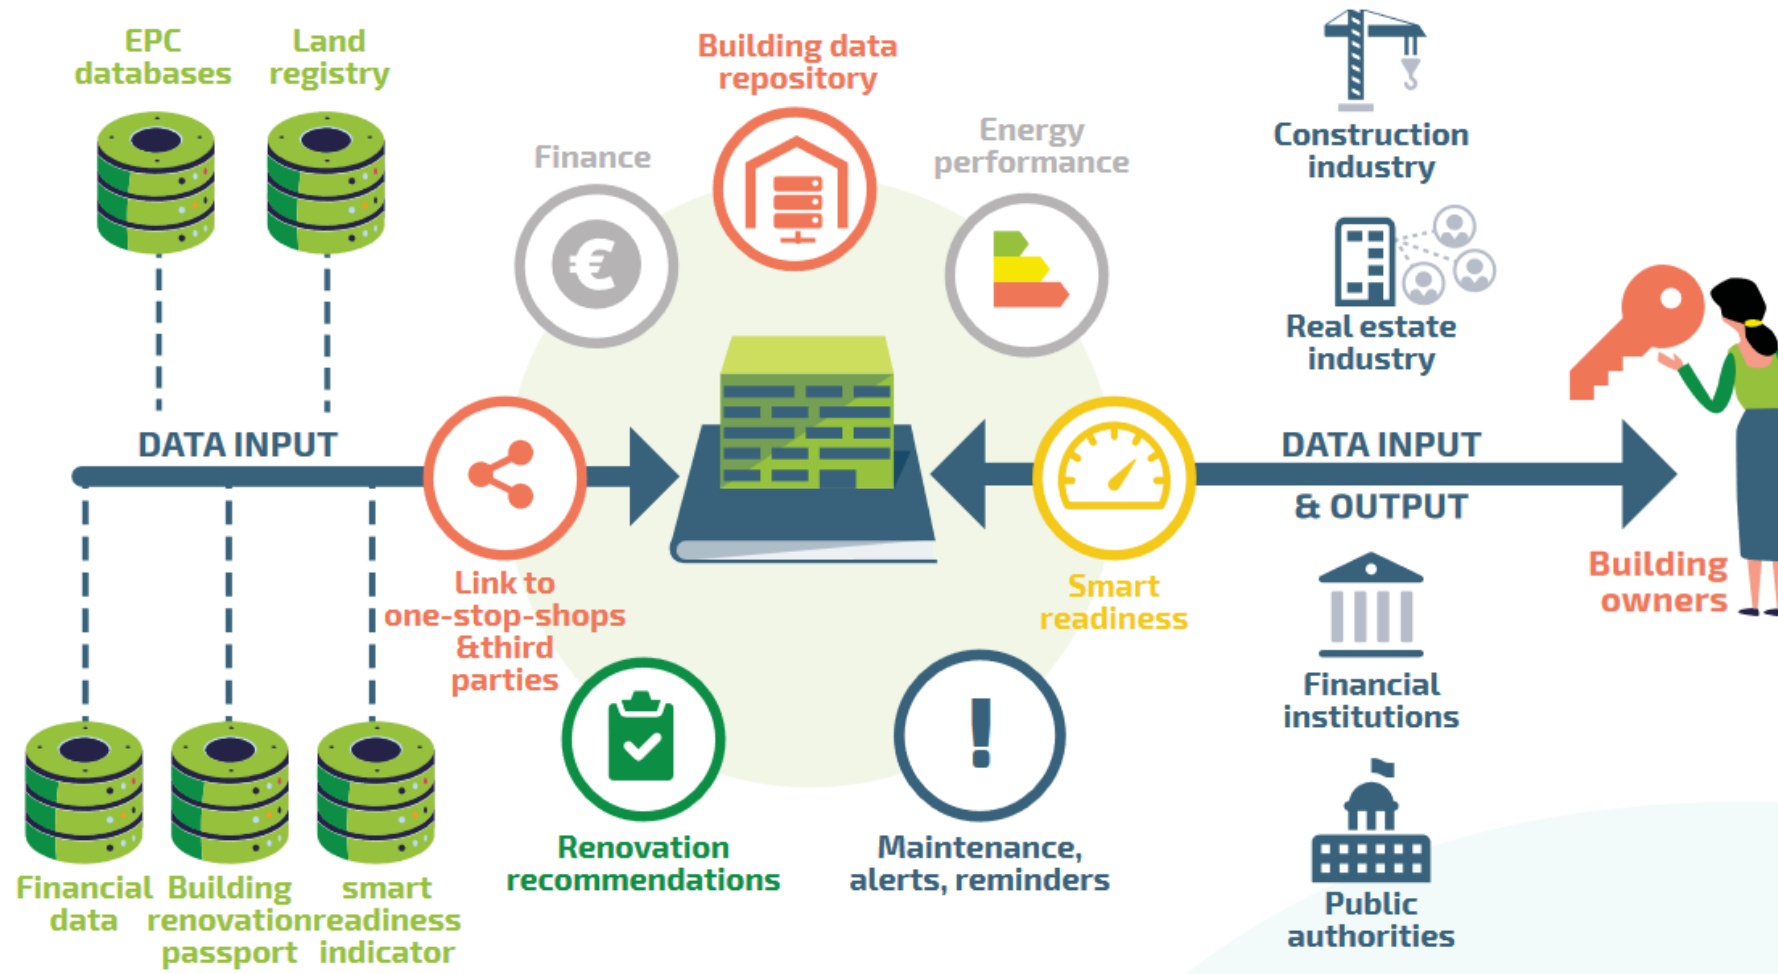 EPC
databases
Land
registry
Building data
repository
Finance
Energy
performance
Construction
industry
Real estate
industry
DATA INPUT
DATA INPUT
& OUTPUT
Link to
one-stop-shops
&third
parties
Smart
readiness
Building
owners
Financial
institutions
Renovation
recommendations
Maintenance,
alerts, reminders
Financial
data
Building
renovation
passport
smart
readiness
indicator
Public
authorities